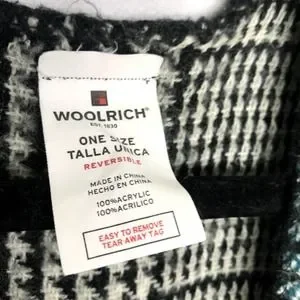 WOOLRICH®
EST. 1830
ONE SIZE
TALLA UNICA
REVERSIBLE
MADE IN CHINA
HECHO EN CHINA
100%ACRYLIC
100%ACRILICO
EASY TO REMOVE
TEAR AWAY TAG